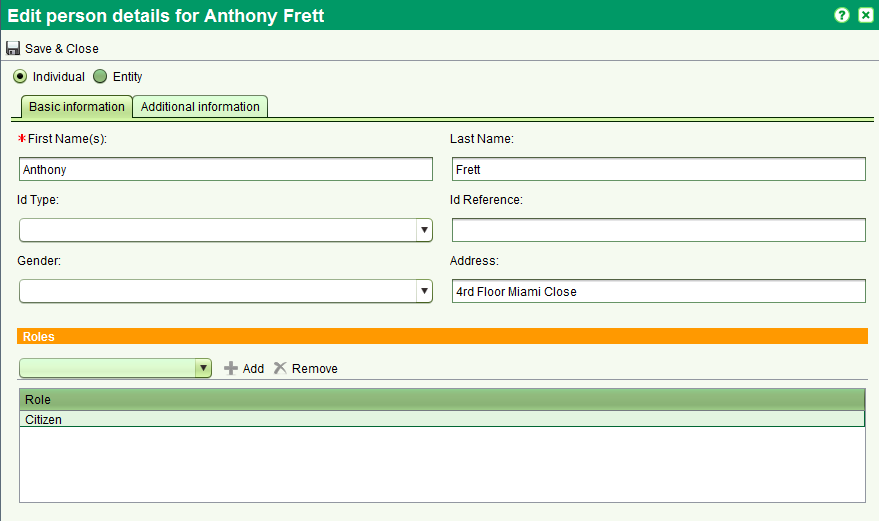 Edit person details for Anthony Frett
?
Save & Close
Individual Entity
Basic information Additional information
*First Name(s): Last Name:
Anthony Frett
Id Type: Id Reference:
Gender: Address:
4rd Floor Miami Close
Roles
Add Remove
Role
Citizen